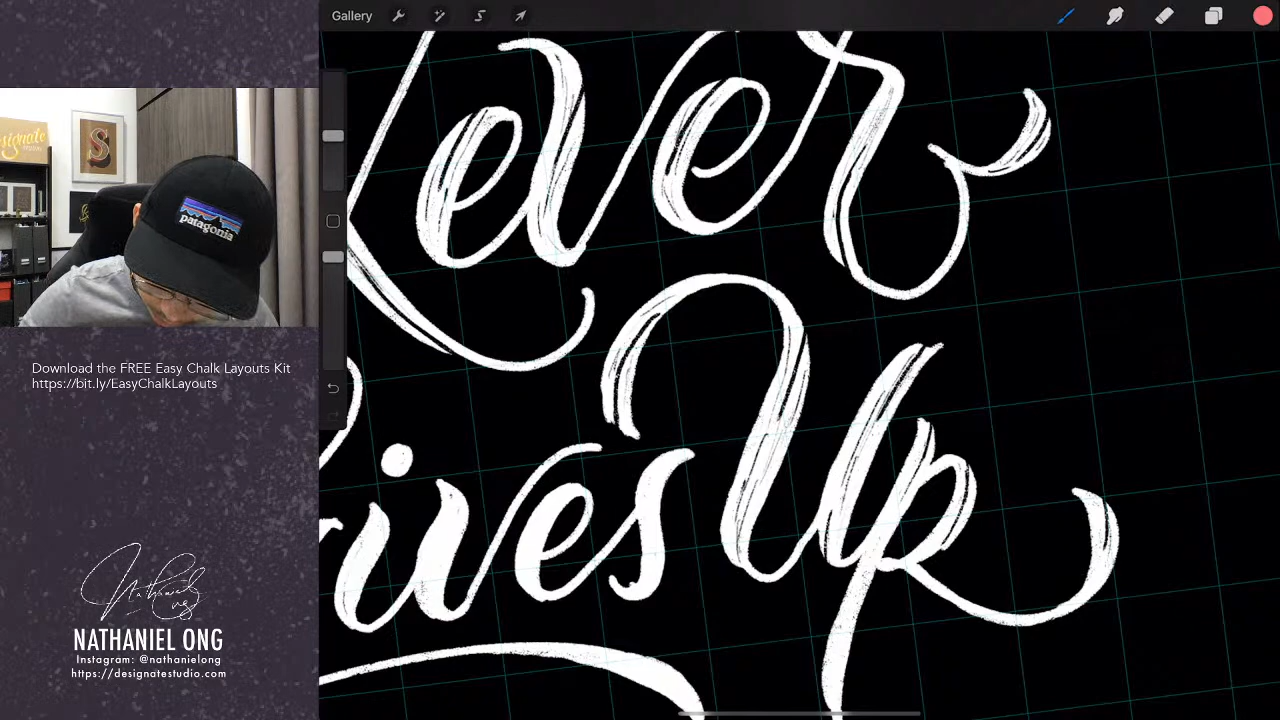 Gallery
esignate
S
patagonia
ever
ives Up
Download the FREE Easy Chalk Layouts Kit
https://bit.ly/EasyChalkLayouts
NATHANIEL ONG
Instagram: @nathanielong
https://designatestudio.com